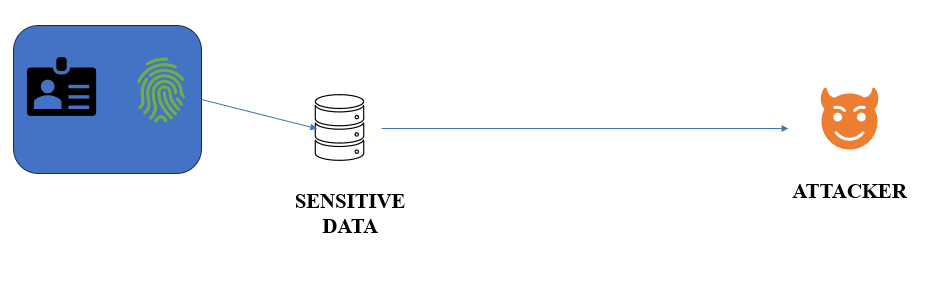 SENSITIVE
DATA
ATTACKER